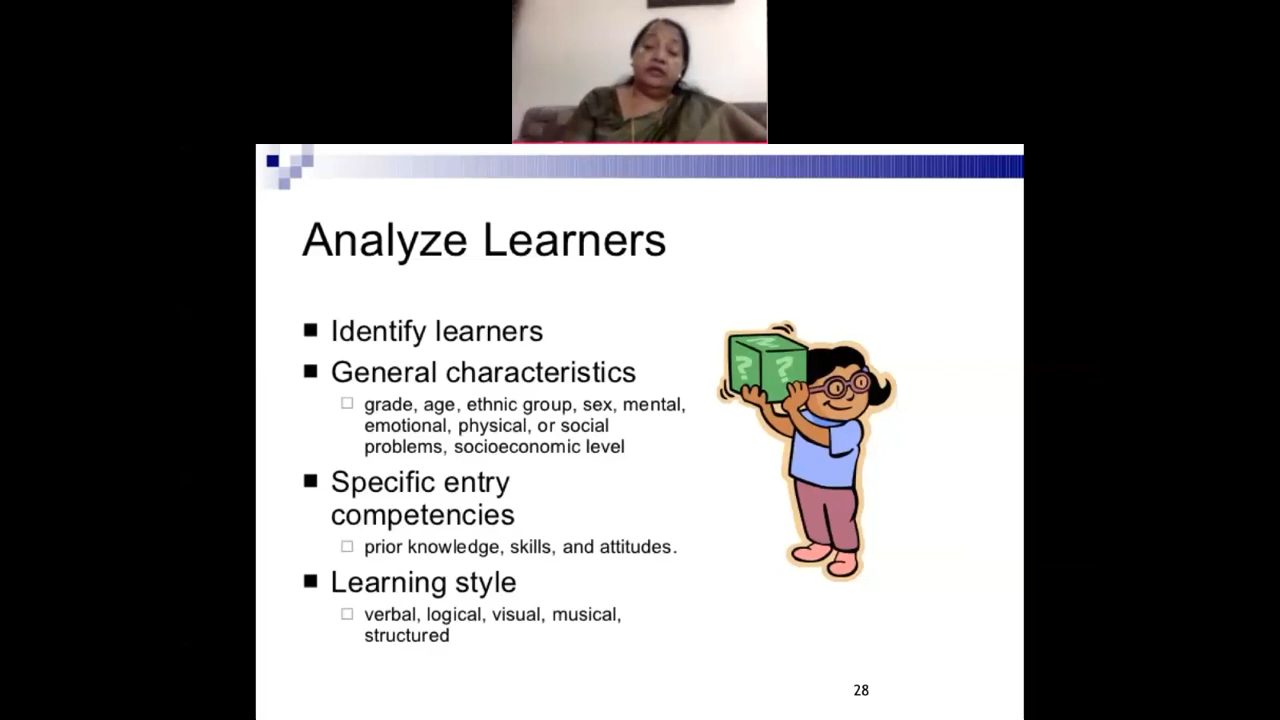 Analyze Learners
Identify learners
General characteristics
grade, age, ethnic group, sex, mental,
emotional, physical, or social
problems, socioeconomic level
Specific entry
competencies
prior knowledge, skills, and attitudes.
Learning style
verbal, logical, visual, musical,
structured
? ?
28